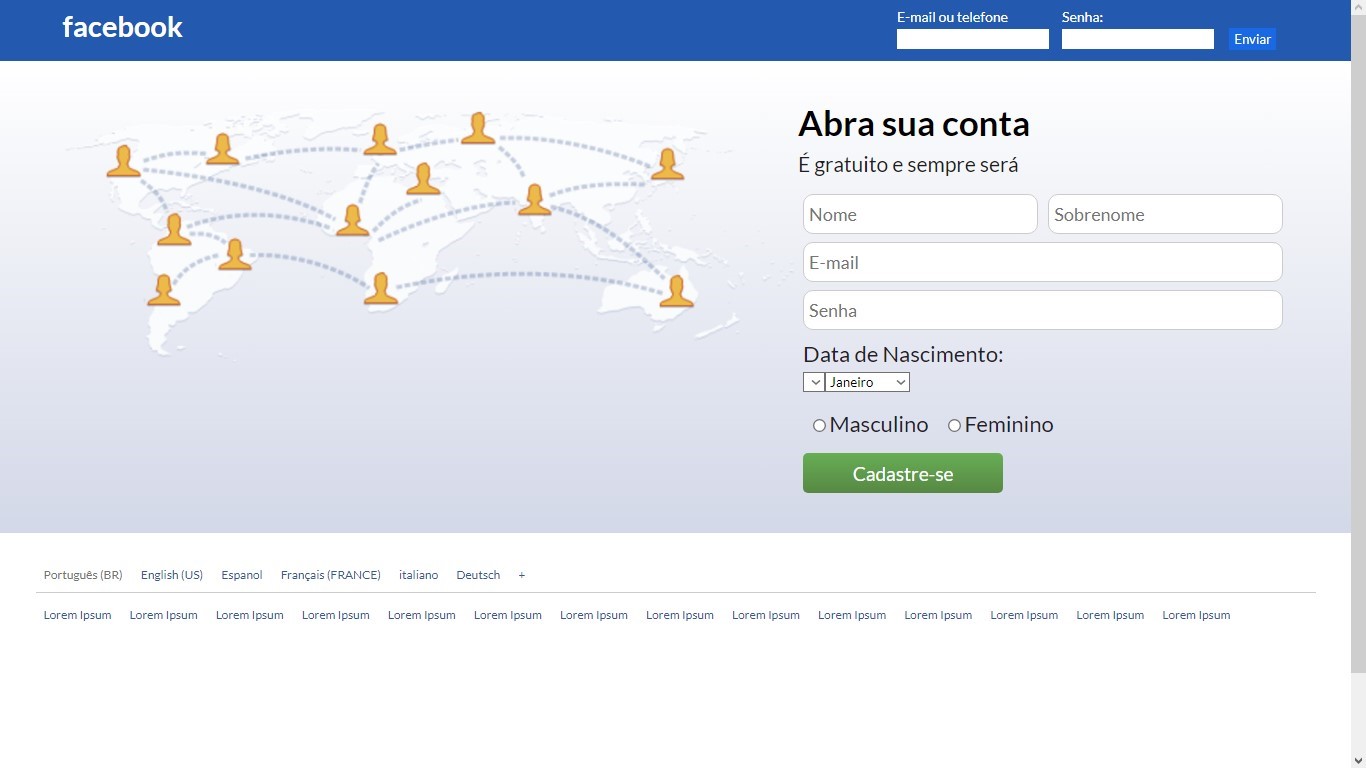 facebook
E-mail ou telefone
Senha:
Enviar
Abra sua conta
É gratuito e sempre será
Nome
Sobrenome
E-mail
Senha
Data de Nascimento:
Janeiro
Masculino
Feminino
Cadastre-se
Português (BR) English (US) Espanol Français (FRANCE) italiano Deutsch +
Lorem Ipsum Lorem Ipsum Lorem Ipsum Lorem Ipsum Lorem Ipsum Lorem Ipsum Lorem Ipsum Lorem Ipsum Lorem Ipsum Lorem Ipsum Lorem Ipsum Lorem Ipsum Lorem Ipsum Lorem Ipsum